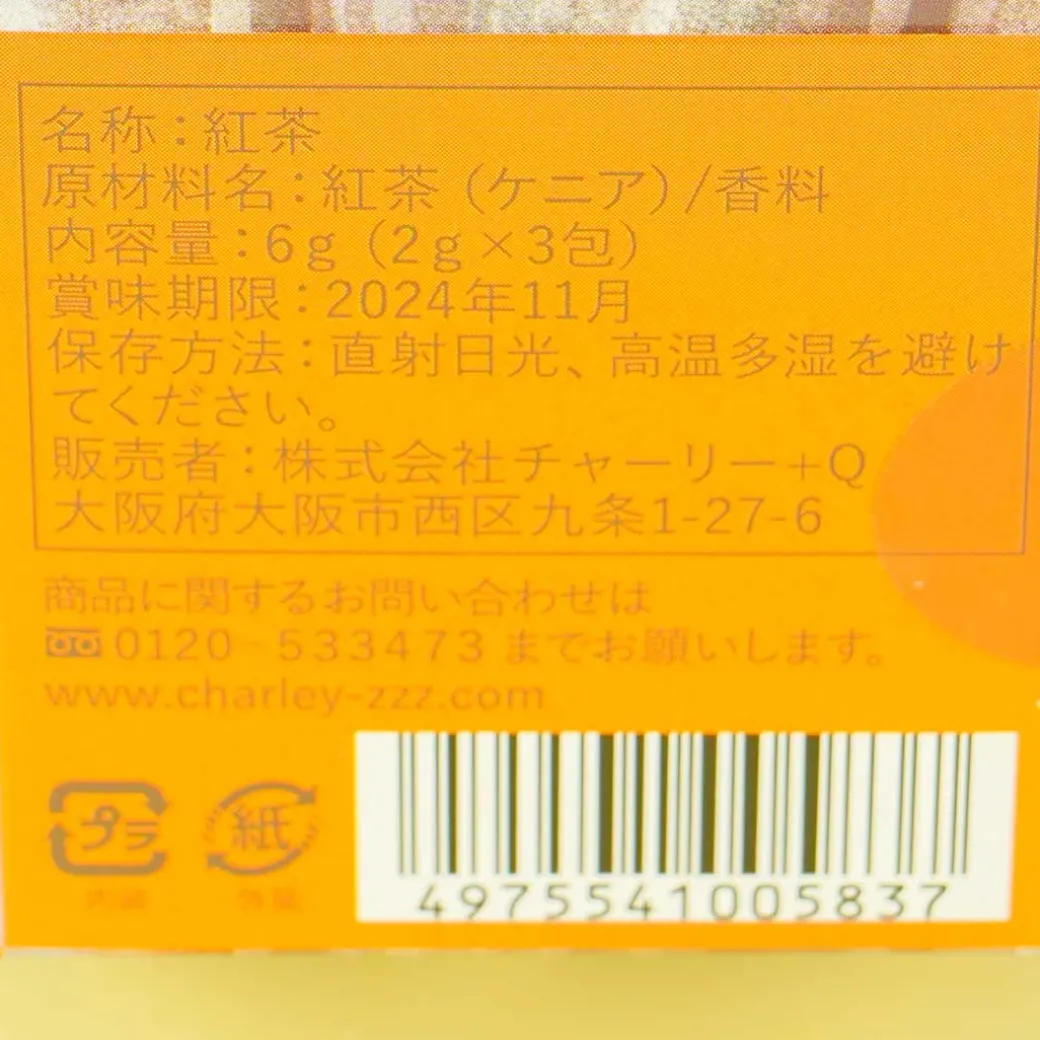 名称：紅茶
原材料名：紅茶（ケニア）/香料
内容量：6g（2g×3包）
賞味期限：2024年11月
保存方法：直射日光、高温多湿を避け
てください。
販売者：株式会社チャーリー+Q
大阪府大阪市西区九条1-27-6
商品に関するお問い合わせは
0120-533473 までお願いします。
www.charley-zzz.com
プラ 紙
4975541005837